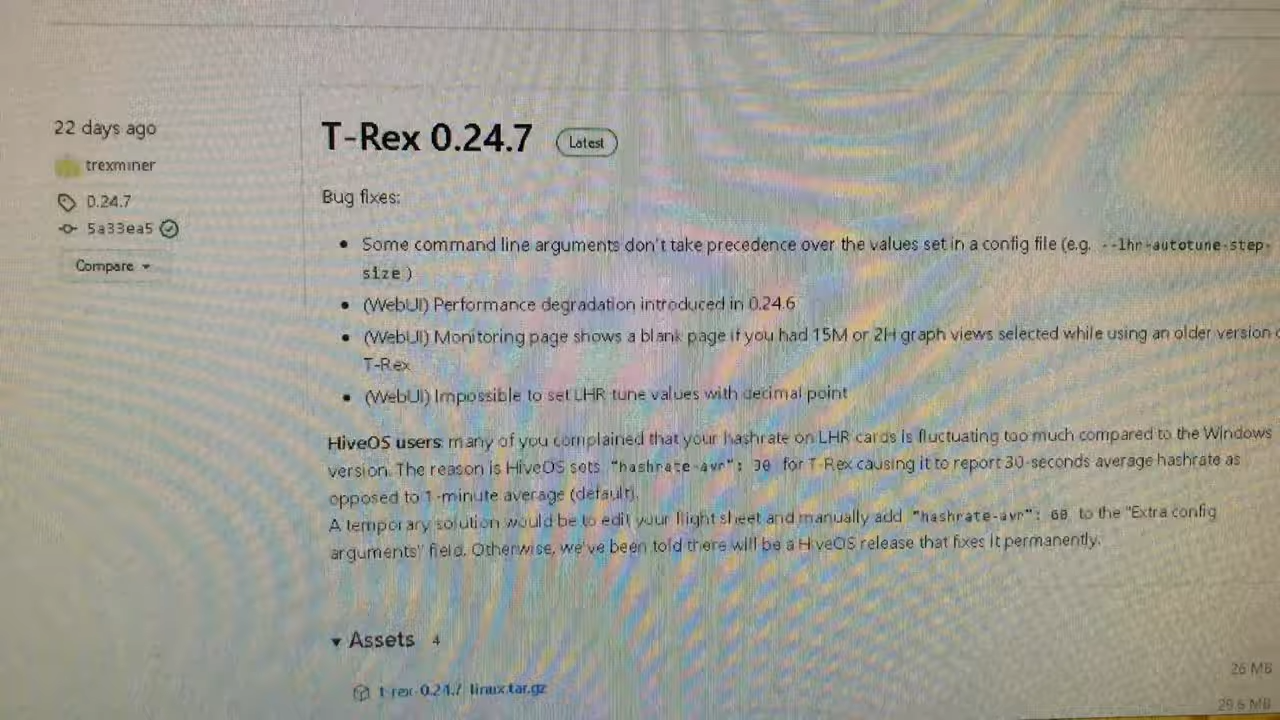 22 days ago
trexminer
0.24.7
5a33ea5
Compare
T-Rex 0.24.7
Latest
Bug fixes:
Some command line arguments don't take precedence over the values set in a config file (e.g. --lhr-autotune-step-
size )
(WebUI) Performance degradation introduced in 0.24.6
(WebUI) Monitoring page shows a blank page if you had 15M or 2H graph views selected while using an older version
T-Rex
(WebUI) Impossible to set LHR tune values with decimal point
HiveOS users: many of you complained that your hashrate on LHR cards is fluctuating too much compared to the Windows
version. The reason is HiveOS sets "hashrate-avr": 30 for T-Rex causing it to report 30-seconds average hashrate as
opposed to 1-minute average (default).
A temporary solution would be to edit your flight sheet and manually add "hashrate-avr": 60 to the "Extra config
arguments" field. Otherwise, we've been told there will be a HiveOS release that fixes it permanently.
Assets 4
t-rex-0.24.7-linux.tar.gz
26 MB
29.6 MB